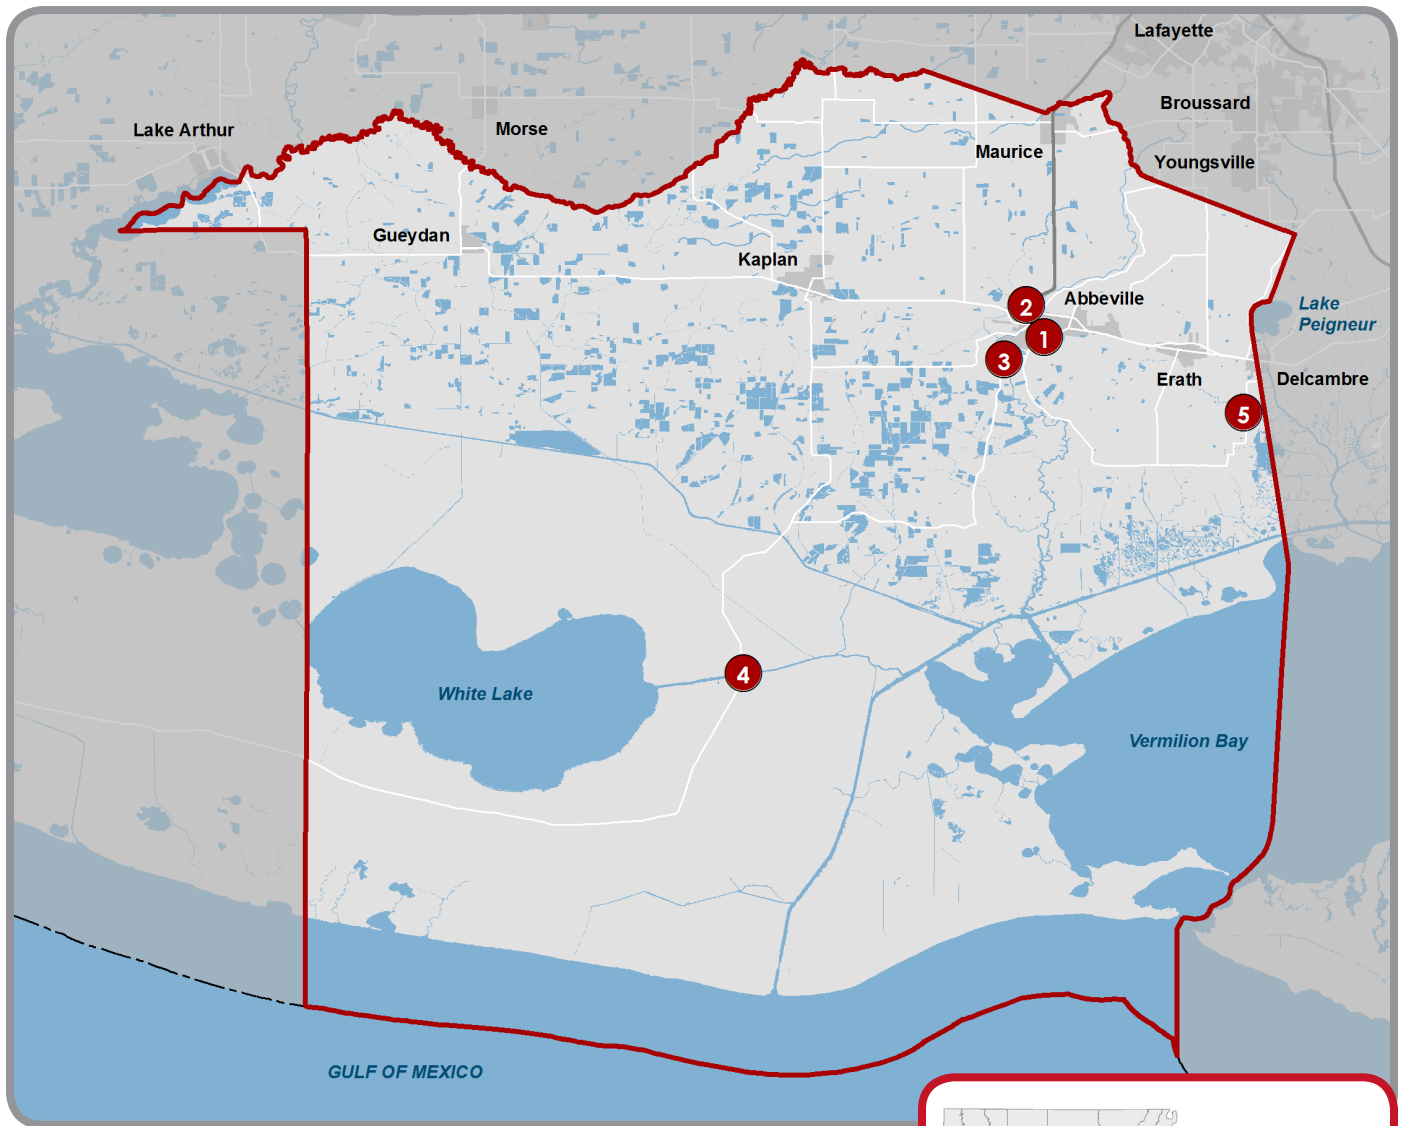 Lafayette
Broussard
Lake Arthur
Morse
Maurice
Youngsville
Gueydan
Kaplan
Abbeville
2
Lake
Peigneur
1
3
Erath
Delcambre
5
4
White Lake
Vermilion Bay
GULF OF MEXICO